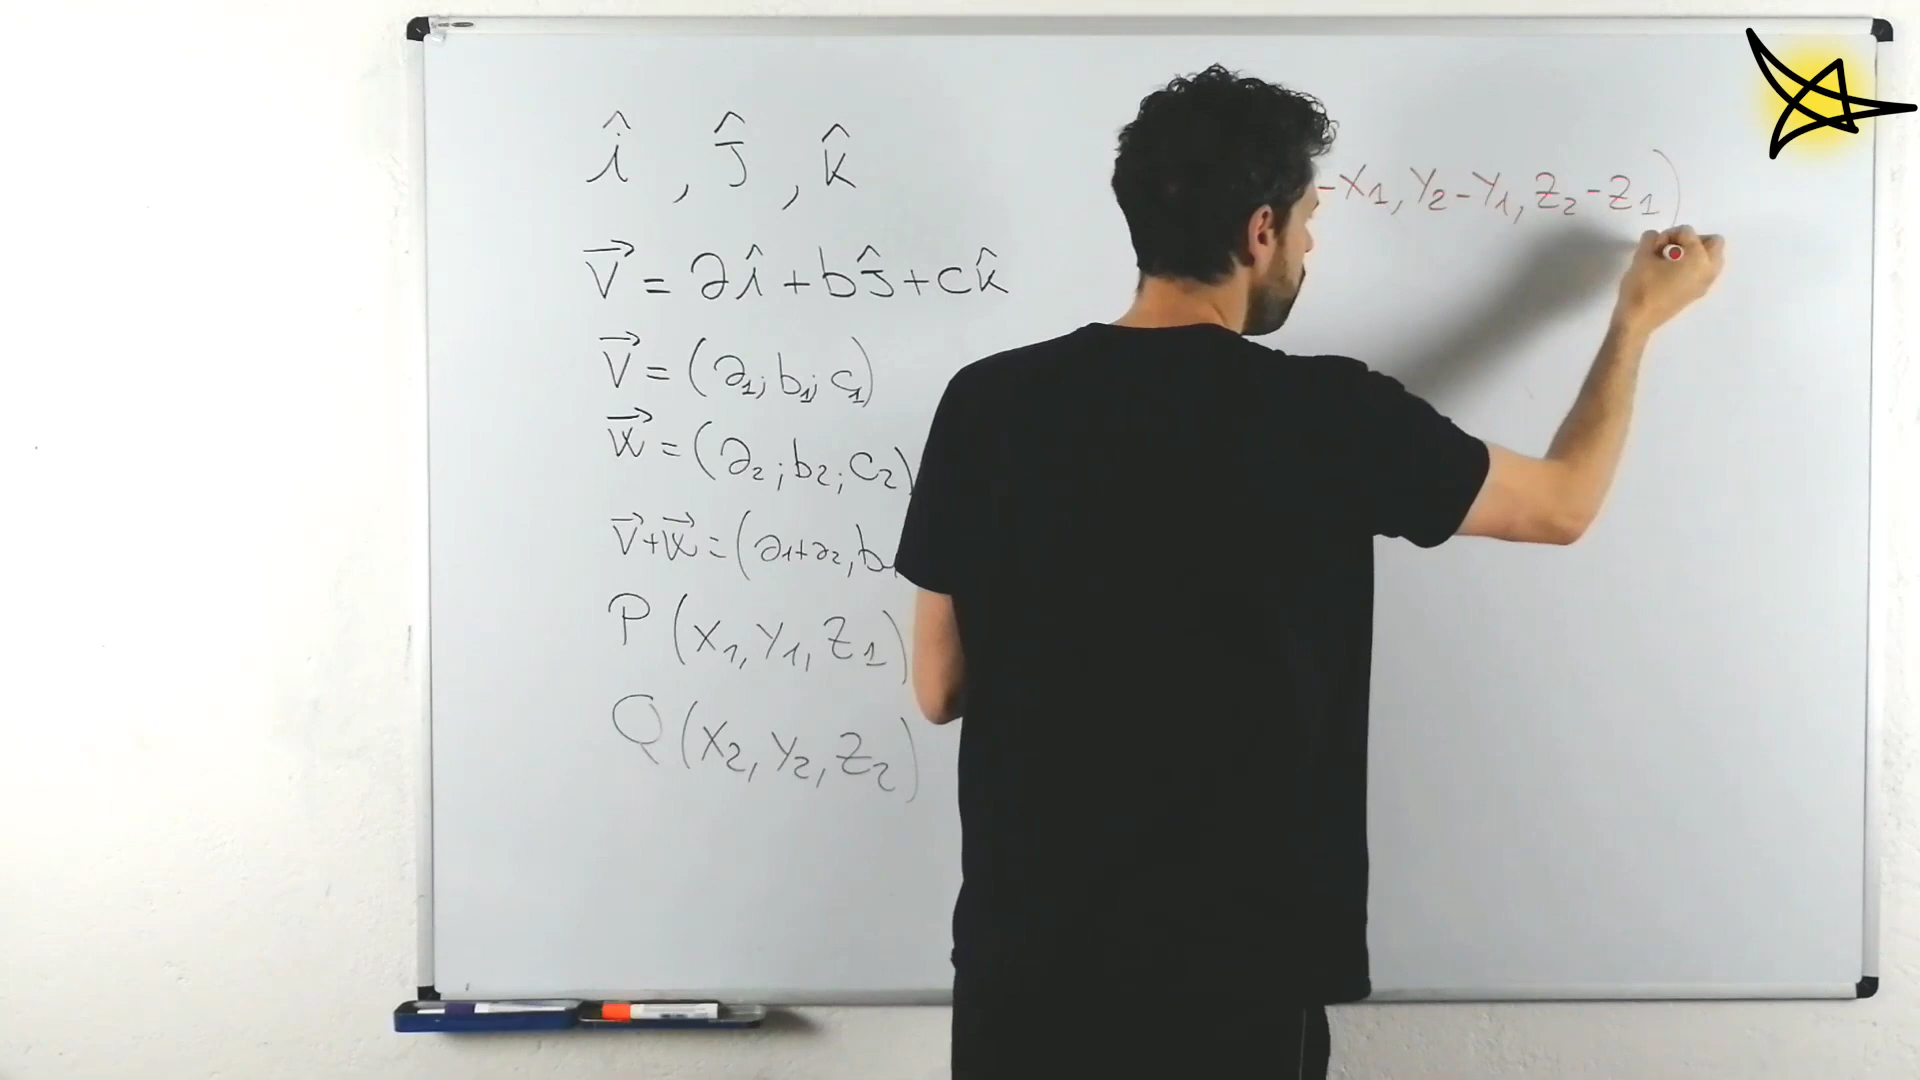 î , ĵ , k̂
v⃗ = aî + bĵ + ck̂
v⃗ = (a₁; b₁; c₁)
w⃗ = (a₂; b₂; c₂)
v⃗+w⃗ = (a₁+a₂, b₁
P (x₁, y₁, z₁)
Q (x₂, y₂, z₂)
-x₁, y₂-y₁, z₂-z₁)